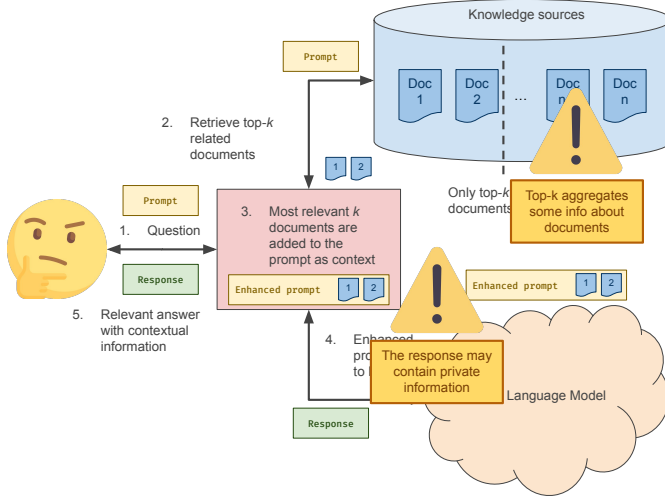 Knowledge sources
Prompt
Doc
1
Doc
2
...
Doc
n
Doc
n
2. Retrieve top-k
related
documents
1 2
Only top-k
documents
Top-k aggregates
some info about
documents
Prompt
1. Question
Response
5. Relevant answer
with contextual
information
3. Most relevant k
documents are
added to the
prompt as context
Enhanced prompt 1 2
Enhanced prompt 1 2
4.
to
The response may
contain private
information
Response
Language Model